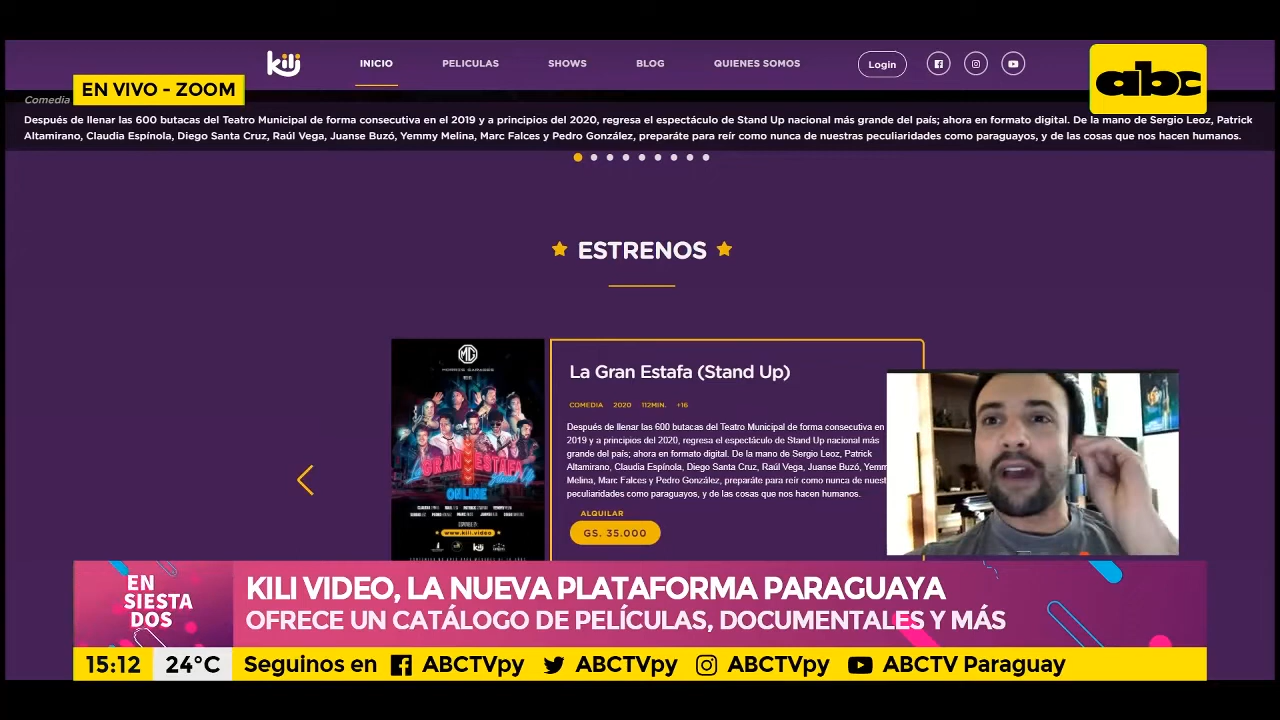 kili
INICIO
PELICULAS
SHOWS
BLOG
QUIENES SOMOS
Login
abc
EN VIVO - ZOOM
Comedia
Después de llenar las 600 butacas del Teatro Municipal de forma consecutiva en el 2019 y a principios del 2020, regresa el espectáculo de Stand Up nacional más grande del país; ahora en formato digital. De la mano de Sergio Leoz, Patrick
Altamirano, Claudia Espínola, Diego Santa Cruz, Raúl Vega, Juanse Buzó, Yemmy Melina, Marc Falces y Pedro González, preparáte para reír como nunca de nuestras peculiaridades como paraguayos, y de las cosas que nos hacen humanos.
ESTRENOS
MG
MORRIS GARAGES
GRAN ESTAFA
Stand Up
ONLINE
www.kili.video
kili
La Gran Estafa (Stand Up)
COMEDIA 2020 112MIN. +16
Después de llenar las 600 butacas del Teatro Municipal de forma consecutiva en
2019 y a principios del 2020, regresa el espectáculo de Stand Up nacional más
grande del país; ahora en formato digital. De la mano de Sergio Leoz, Patrick
Altamirano, Claudia Espínola, Diego Santa Cruz, Raúl Vega, Juanse Buzó, Yemm
Melina, Marc Falces y Pedro González, preparáte para reír como nunca de nuest
peculiaridades como paraguayos, y de las cosas que nos hacen humanos.
ALQUILAR
GS. 35.000
EN
SIESTA
DOS
KILI VIDEO, LA NUEVA PLATAFORMA PARAGUAYA
OFRECE UN CATÁLOGO DE PELÍCULAS, DOCUMENTALES Y MÁS
15:12 24°C Seguinos en ABCTVpy ABCTVpy ABCTVpy ABCTV Paraguay